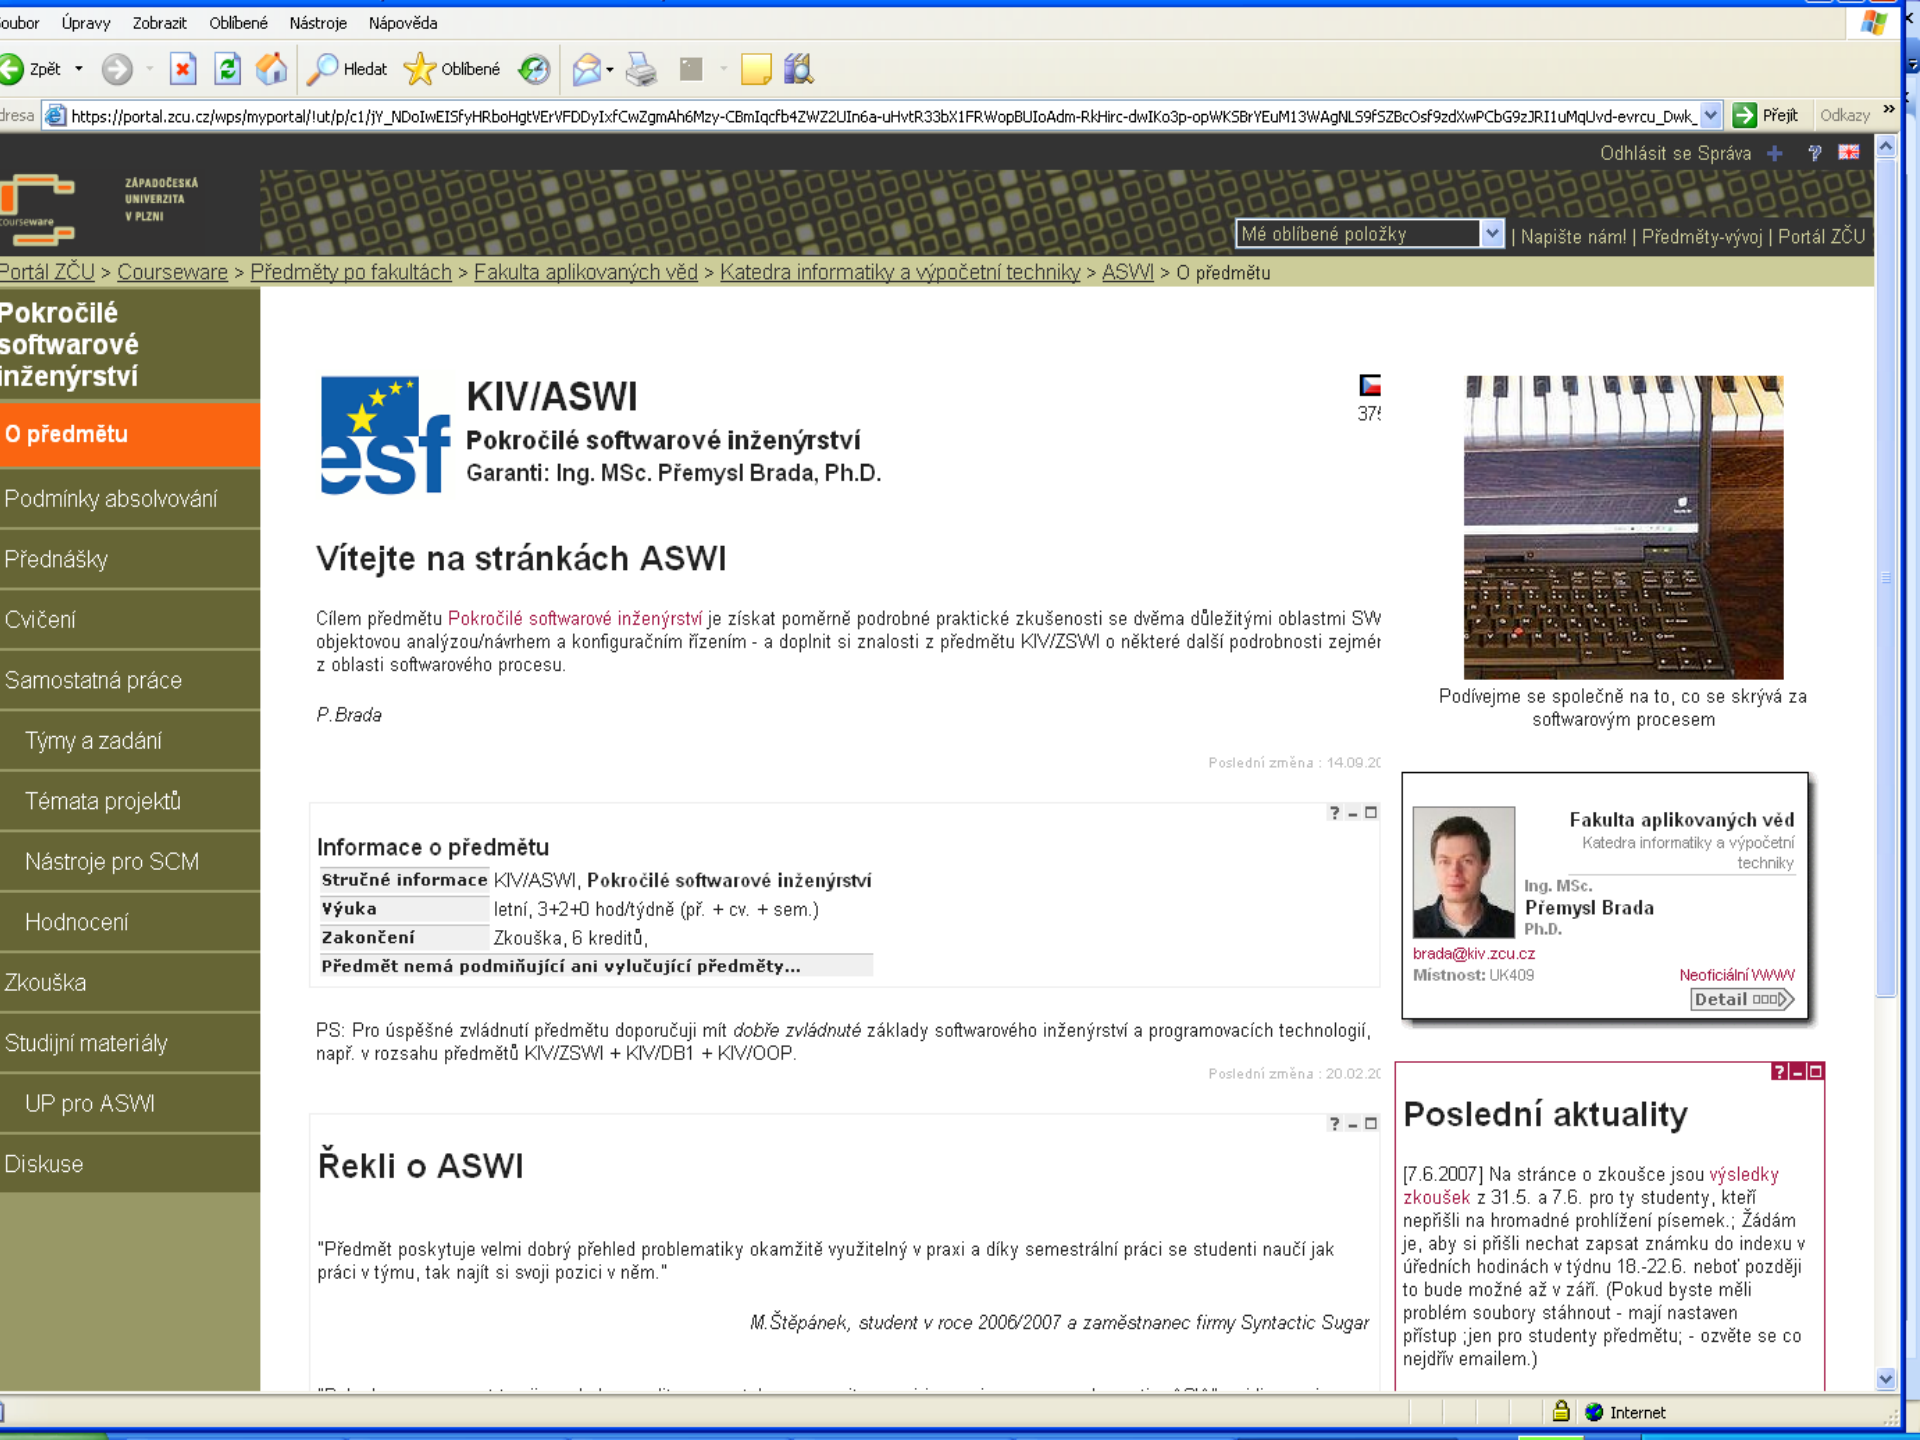 Úpravy Zobrazit Oblíbené Nástroje Nápověda
Zpět Hledat Oblíbené
https://portal.zcu.cz/wps/myportal/!ut/p/c1/ Přejít Odkazy »
Odhlásit se Správa + ?
courseware
ZÁPADOČESKÁ
UNIVERZITA
V PLZNI
Mé oblíbené položky | Napište nám! | Předměty-vývoj | Portál ZČU
Portál ZČU > Courseware > Předměty po fakultách > Fakulta aplikovaných věd > Katedra informatiky a výpočetní techniky > ASWI > O předmětu
Pokročilé
softwarové
inženýrství
O předmětu
Podmínky absolvování
Přednášky
Cvičení
Samostatná práce
Týmy a zadání
Témata projektů
Nástroje pro SCM
Hodnocení
Zkouška
Studijní materiály
UP pro ASWI
Diskuse
esf
KIV/ASWI
Pokročilé softwarové inženýrství
Garanti: Ing. MSc. Přemysl Brada, Ph.D.
Vítejte na stránkách ASWI
Cílem předmětu Pokročilé softwarové inženýrství je získat poměrně podrobné praktické zkušenosti se dvěma důležitými oblastmi SW
objektovou analýzou/návrhem a konfiguračním řízením - a doplnit si znalosti z předmětu KIV/ZSWI o některé další podrobnosti zejmén
z oblasti softwarového procesu.
P.Brada
Poslední změna : 14.09.20
? – □
Informace o předmětu
Stručné informace KIV/ASWI, Pokročilé softwarové inženýrství
Výuka letní, 3+2+0 hod/týdně (př. + cv. + sem.)
Zakončení Zkouška, 6 kreditů,
Předmět nemá podmiňující ani vylučující předměty...
PS: Pro úspěšné zvládnutí předmětu doporučuji mít dobře zvládnuté základy softwarového inženýrství a programovacích technologií,
např. v rozsahu předmětů KIV/ZSWI + KIV/DB1 + KIV/OOP.
Poslední změna : 20.02.20
? – □
Řekli o ASWI
"Předmět poskytuje velmi dobrý přehled problematiky okamžitě využitelný v praxi a díky semestrální práci se studenti naučí jak
práci v týmu, tak najít si svoji pozici v něm."
M.Štěpánek, student v roce 2006/2007 a zaměstnanec firmy Syntactic Sugar
Podívejme se společně na to, co se skrývá za
softwarovým procesem
Fakulta aplikovaných věd
Katedra informatiky a výpočetní
techniky
Ing. MSc.
Přemysl Brada
Ph.D.
brada@kiv.zcu.cz
Místnost: UK409 Neoficiální WWW
Detail
? – □
Poslední aktuality
[7.6.2007] Na stránce o zkoušce jsou výsledky
zkoušek z 31.5. a 7.6. pro ty studenty, kteří
nepřišli na hromadné prohlížení písemek.; Žádám
je, aby si přišli nechat zapsat známku do indexu v
úředních hodinách v týdnu 18.-22.6. neboť později
to bude možné až v září. (Pokud byste měli
problém soubory stáhnout - mají nastaven
přístup ;jen pro studenty předmětu; - ozvěte se co
nejdřív emailem.)
Internet